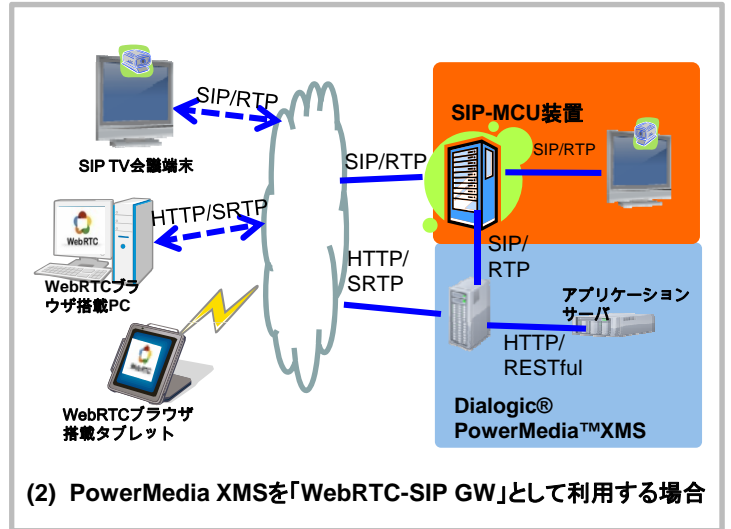 SIP/RTP
SIP TV会議端末
HTTP/SRTP
WebRTC
WebRTCブラ
ウザ搭載PC
WebRTC
WebRTCブラウザ
搭載タブレット
SIP/RTP
HTTP/
SRTP
SIP-MCU装置
SIP/RTP
SIP/
RTP
アプリケーション
サーバ
HTTP/
RESTful
Dialogic®
PowerMedia™XMS
(2) PowerMedia XMSを｢WebRTC-SIP GW｣として利用する場合